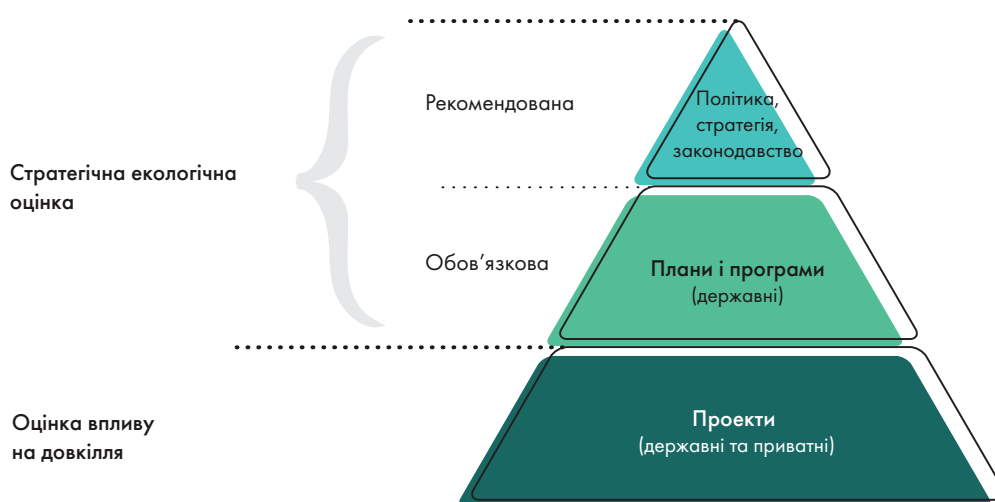 Рекомендована
Політика,
стратегія,
законодавство
Стратегічна екологічна
оцінка
Обов’язкова
Плани і програми
(державні)
Оцінка впливу
на довкілля
Проекти
(державні та приватні)